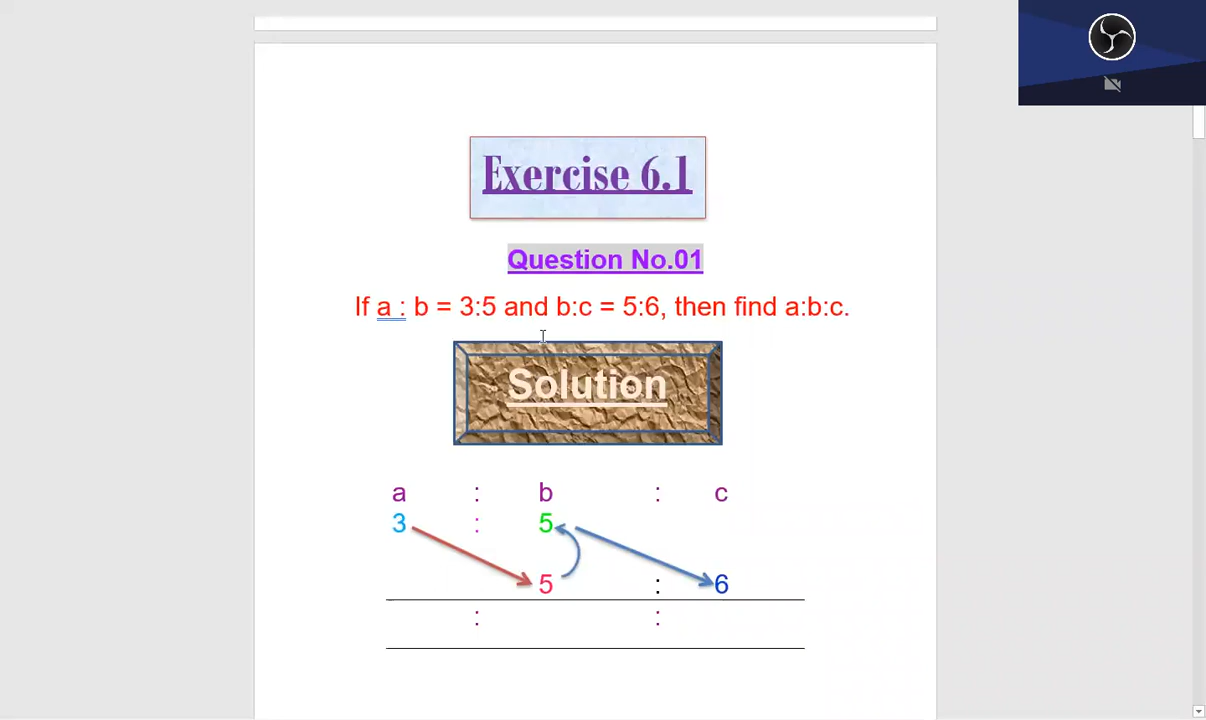 Exercise 6.1
Question No.01
If a : b = 3:5 and b:c = 5:6, then find a:b:c.
Solution
a : b : c
3 : 5
5 : 6
: :